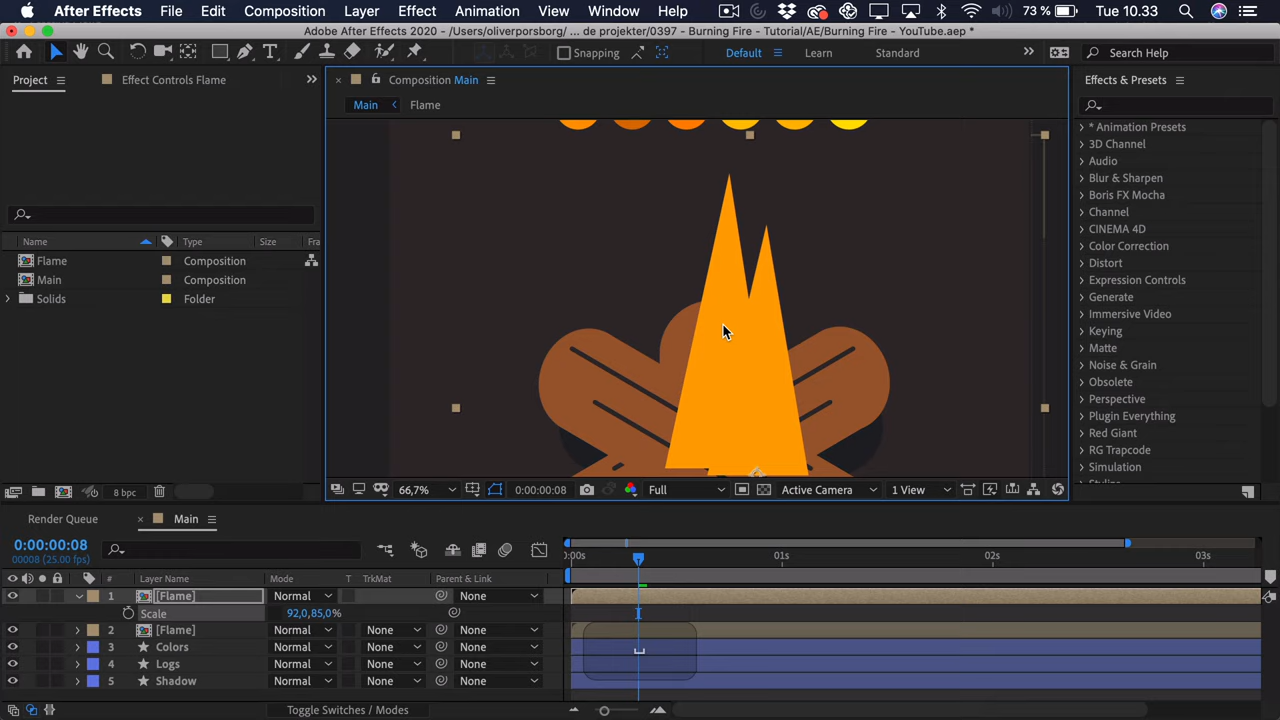 After Effects File Edit Composition Layer Effect Animation View Window Help 73 % Tue 10.33
Adobe After Effects 2020 - /Users/oliverporsborg/ ... de projekter/0397 - Burning Fire - Tutorial/AE/Burning Fire - YouTube.aep *
Snapping Default Learn Standard Search Help
Project Effect Controls Flame Composition Main Effects & Presets
Main Flame
* Animation Presets
3D Channel
Audio
Blur & Sharpen
Boris FX Mocha
Channel
CINEMA 4D
Color Correction
Distort
Expression Controls
Generate
Immersive Video
Keying
Matte
Noise & Grain
Obsolete
Perspective
Plugin Everything
Red Giant
RG Trapcode
Simulation
Name Type Size Fra
Flame Composition
Main Composition
Solids Folder
8 bpc 66,7% 0:00:00:08 Full Active Camera 1 View
Render Queue Main
0:00:00:08
00008 (25.00 fps)
:00s 01s 02s 03s
# Layer Name Mode T TrkMat Parent & Link
1 [Flame] Normal None
Scale 92,0,85,0%
2 [Flame] Normal None None
3 Colors Normal None None
4 Logs Normal None None
5 Shadow Normal None None
Toggle Switches / Modes